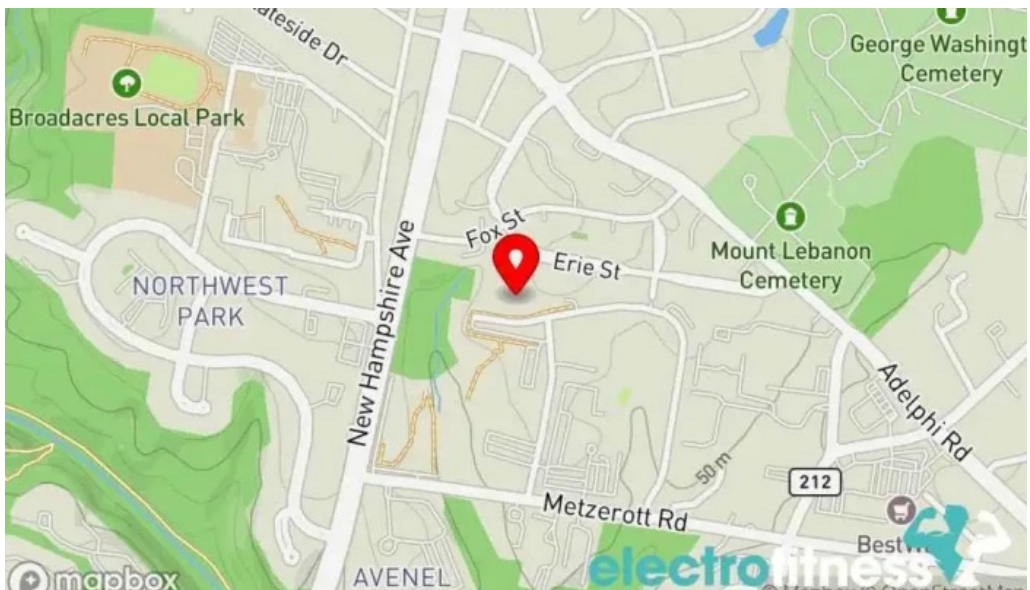 ateside Dr
George Washingt
Cemetery
Broadacres Local Park
New Hampshire Ave
Fox St
Erie St
Mount Lebanon
Cemetery
NORTHWEST
PARK
Adelphi Rd
50 m
212
Metzerott Rd
AVENEL
electrofitness
mapbox